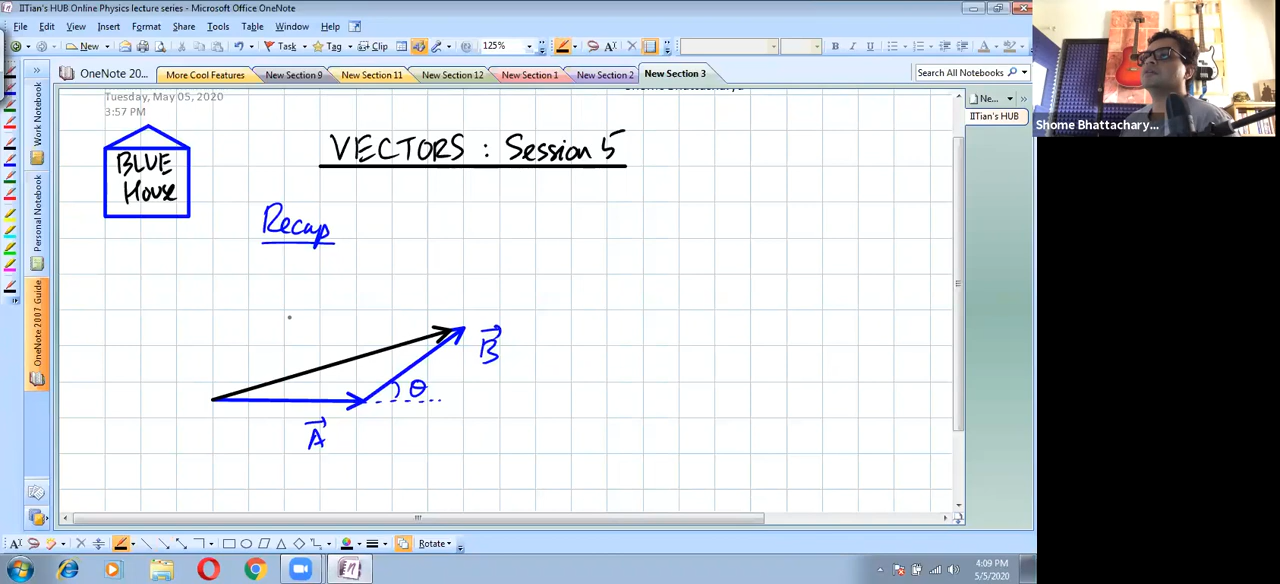 IITian's HUB Online Physics lecture series - Microsoft Office OneNote
File Edit View Insert Format Share Tools Table Window Help
New Task Tag Clip 125% B I U
OneNote 20... More Cool Features New Section 9 New Section 11 New Section 12 New Section 1 New Section 2 New Section 3 Search All Notebooks
Ne...
IITian's HUB
Shome Bhattachary...
Work Notebook
Personal Notebook
OneNote 2007 Guide
Tuesday, May 05, 2020
3:57 PM
BLUE
House
VECTORS : Session 5
Recap
B
θ
A
Rotate
4:09 PM
5/5/2020